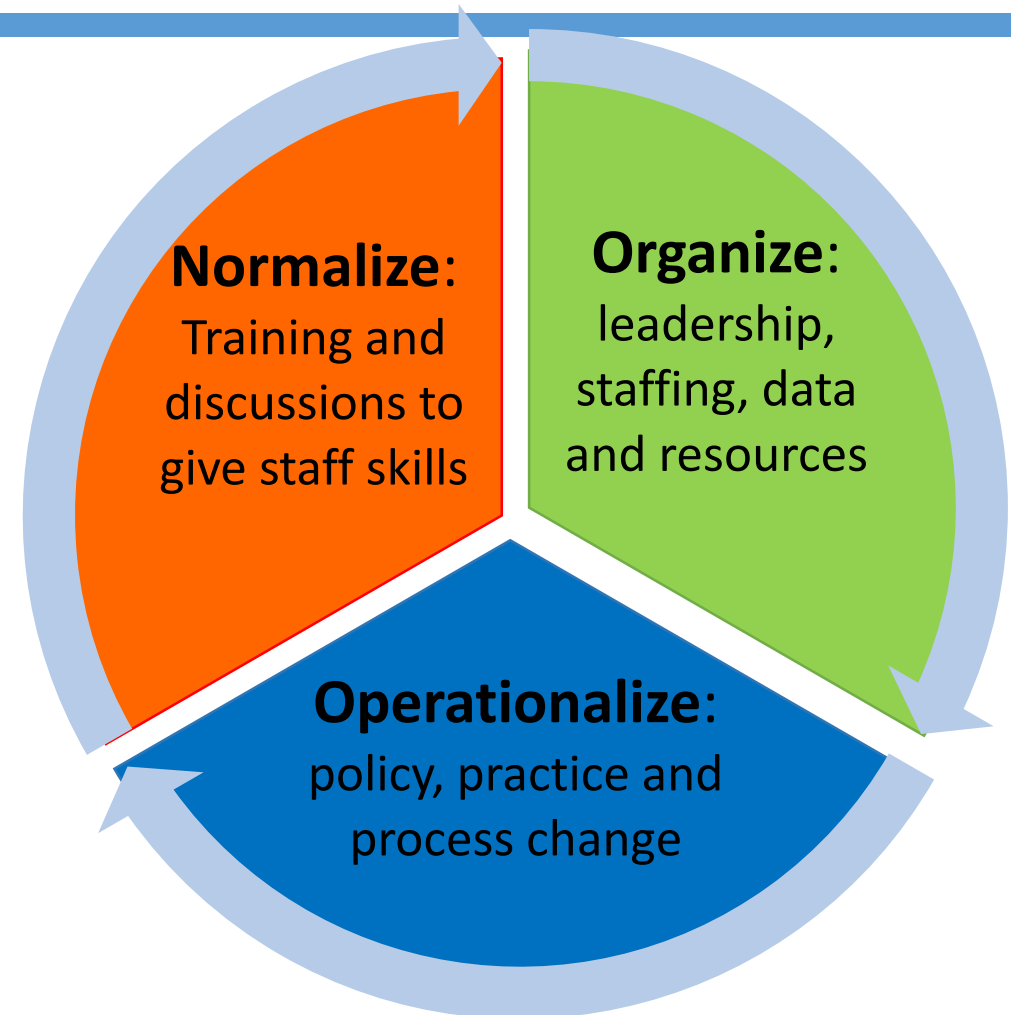 Normalize:
Training and
discussions to
give staff skills
Organize:
leadership,
staffing, data
and resources
Operationalize:
policy, practice and
process change